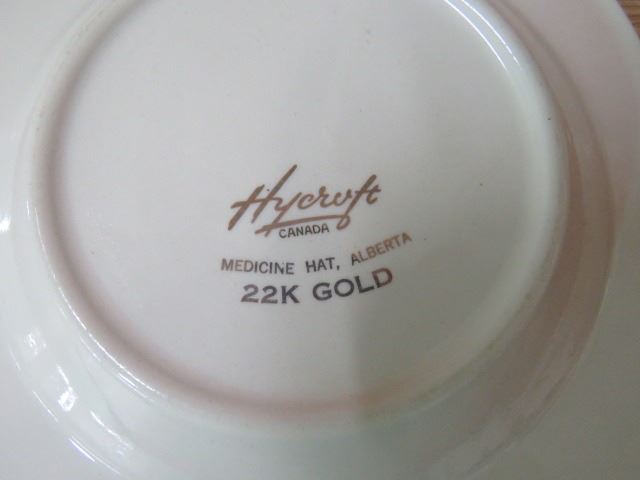 Hycroft
CANADA
MEDICINE HAT, ALBERTA
22K GOLD